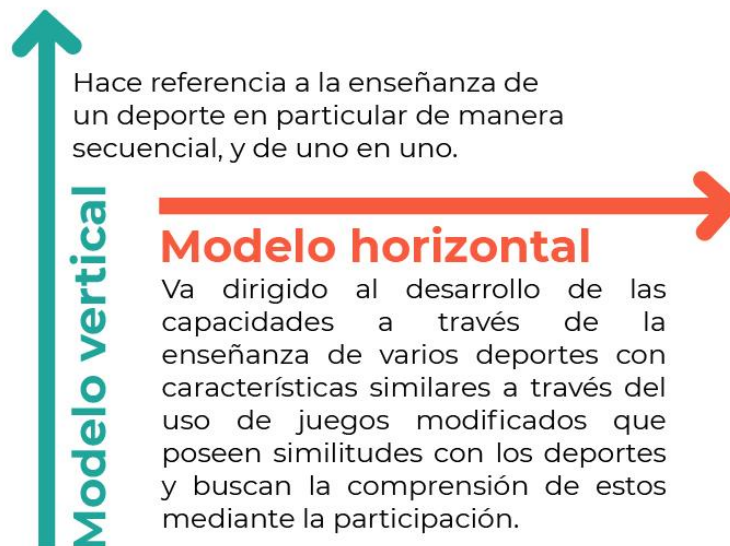 Hace referencia a la enseñanza de
un deporte en particular de manera
secuencial, y de uno en uno.
Modelo vertical
Modelo horizontal
Va dirigido al desarrollo de las
capacidades a través de la
enseñanza de varios deportes con
características similares a través del
uso de juegos modificados que
poseen similitudes con los deportes
y buscan la comprensión de estos
mediante la participación.